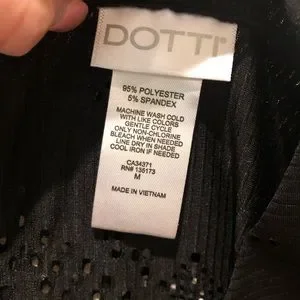 DOTTI
95% POLYESTER
5% SPANDEX
MACHINE WASH COLD
WITH LIKE COLORS
GENTLE CYCLE
ONLY NON-CHLORINE
BLEACH WHEN NEEDED
LINE DRY IN SHADE
COOL IRON IF NEEDED
CA34371
RN# 135173
M
MADE IN VIETNAM